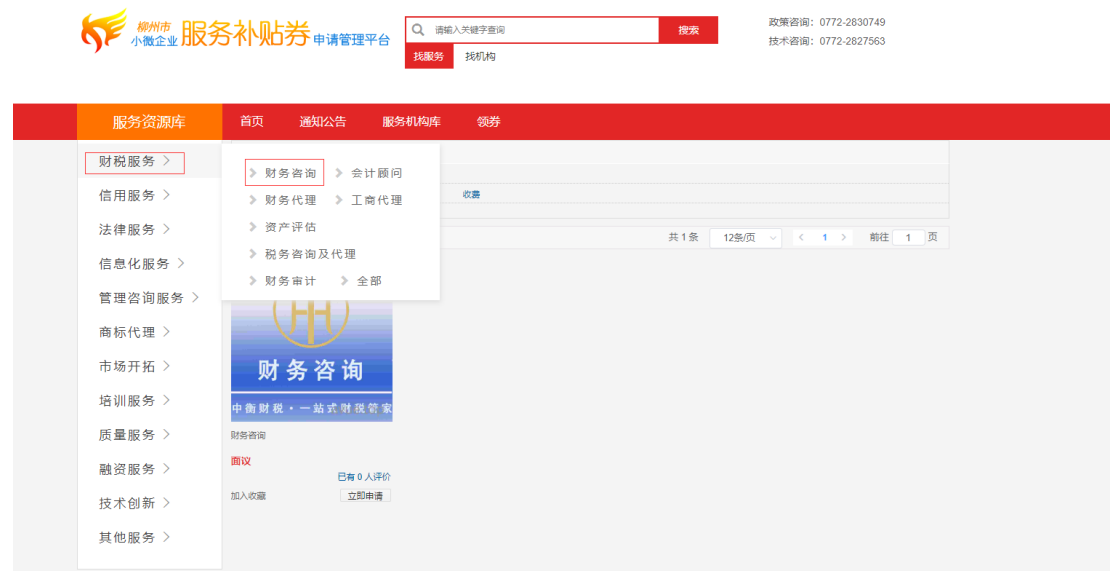 柳州市
小微企业 服务补贴券 申请管理平台
请输入关键字查询
搜索
找服务 找机构
政策咨询：0772-2830749
技术咨询：0772-2827563
服务资源库 首页 通知公告 服务机构库 领券
财税服务
信用服务
法律服务
信息化服务
管理咨询服务
商标代理
市场开拓
培训服务
质量服务
融资服务
技术创新
其他服务
财务咨询 会计顾问
财务代理 工商代理
资产评估
税务咨询及代理
财务审计 全部
收费
共 1 条 12条/页 < 1 > 前往 1 页
财务咨询
中衡财税·一站式财税管家
财务咨询
面议
已有 0 人评价
加入收藏 立即申请